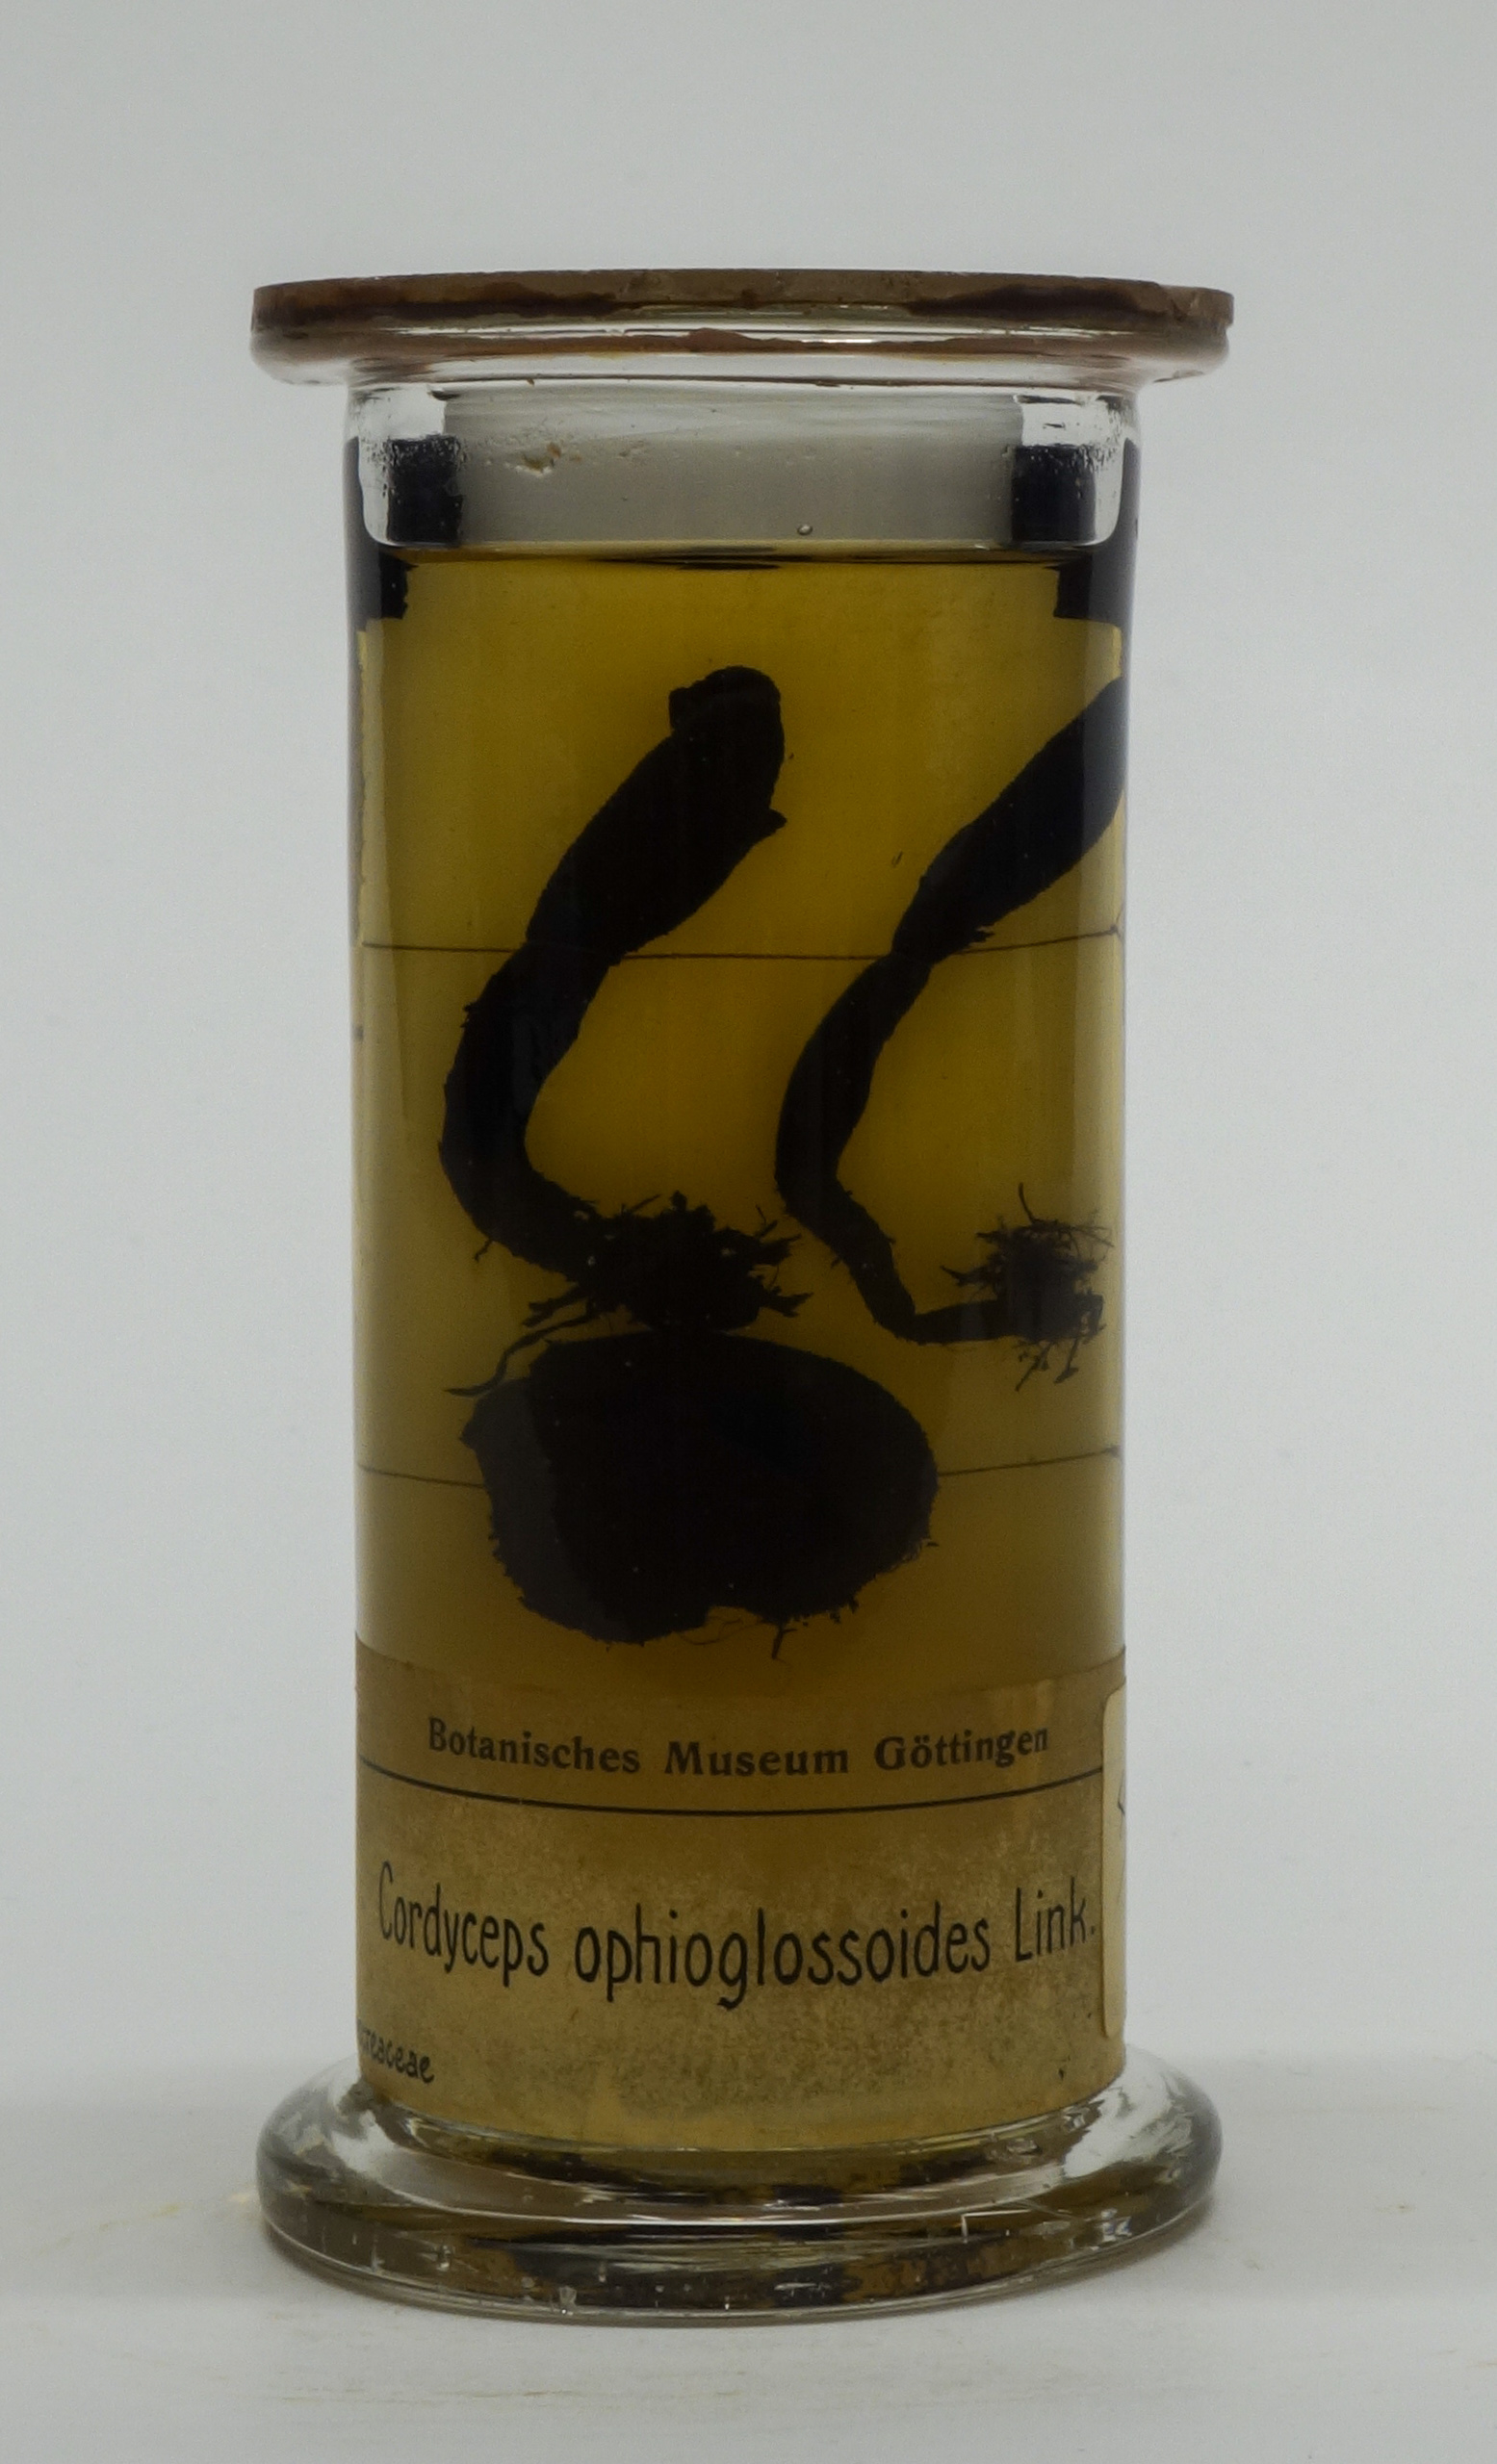 Botanisches Museum Göttingen
Cordyceps ophioglossoides Link.